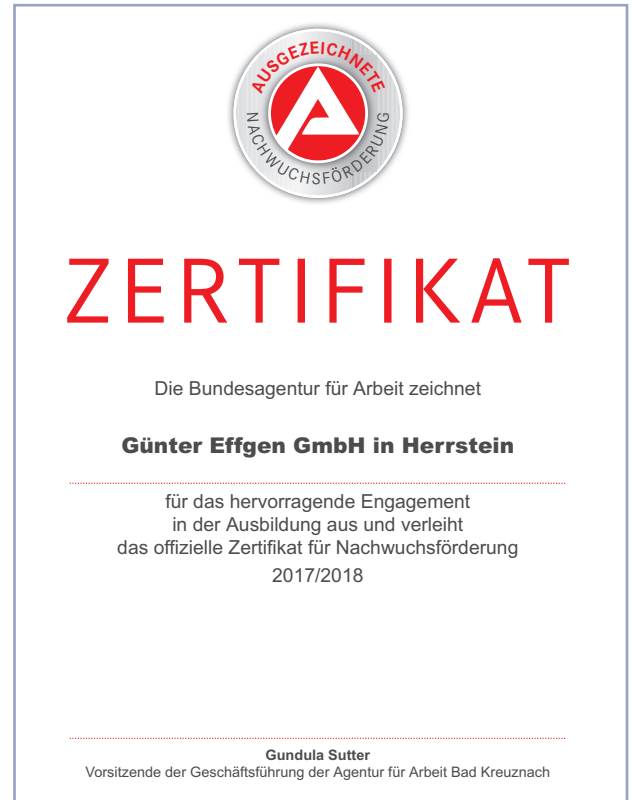 AUSGEZEICHNETE
NACHWUCHSFÖRDERUNG
ZERTIFIKAT
Die Bundesagentur für Arbeit zeichnet
Günter Effgen GmbH in Herrstein
für das hervorragende Engagement
in der Ausbildung aus und verleiht
das offizielle Zertifikat für Nachwuchsförderung
2017/2018
Gundula Sutter
Vorsitzende der Geschäftsführung der Agentur für Arbeit Bad Kreuznach